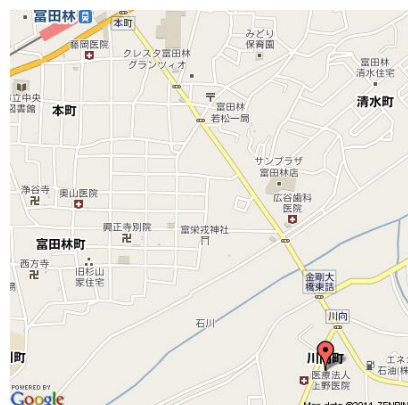 富田林
本町
藤岡医院
クレスタ富田林
グランツィオ
みどり
保育園
富田林
清水住宅
市立中央
図書館
本町
富田林
若松一局
清水町
サンプラザ
富田林店
浄谷寺
奥山医院
広谷歯科
医院
興正寺別院
富栄戎神社
富田林町
西方寺
旧杉山
家住宅
金剛大
橋東詰
石川
川向
川向町
医療法人
上野医院
エネ
石油(株
POWERED BY
Google